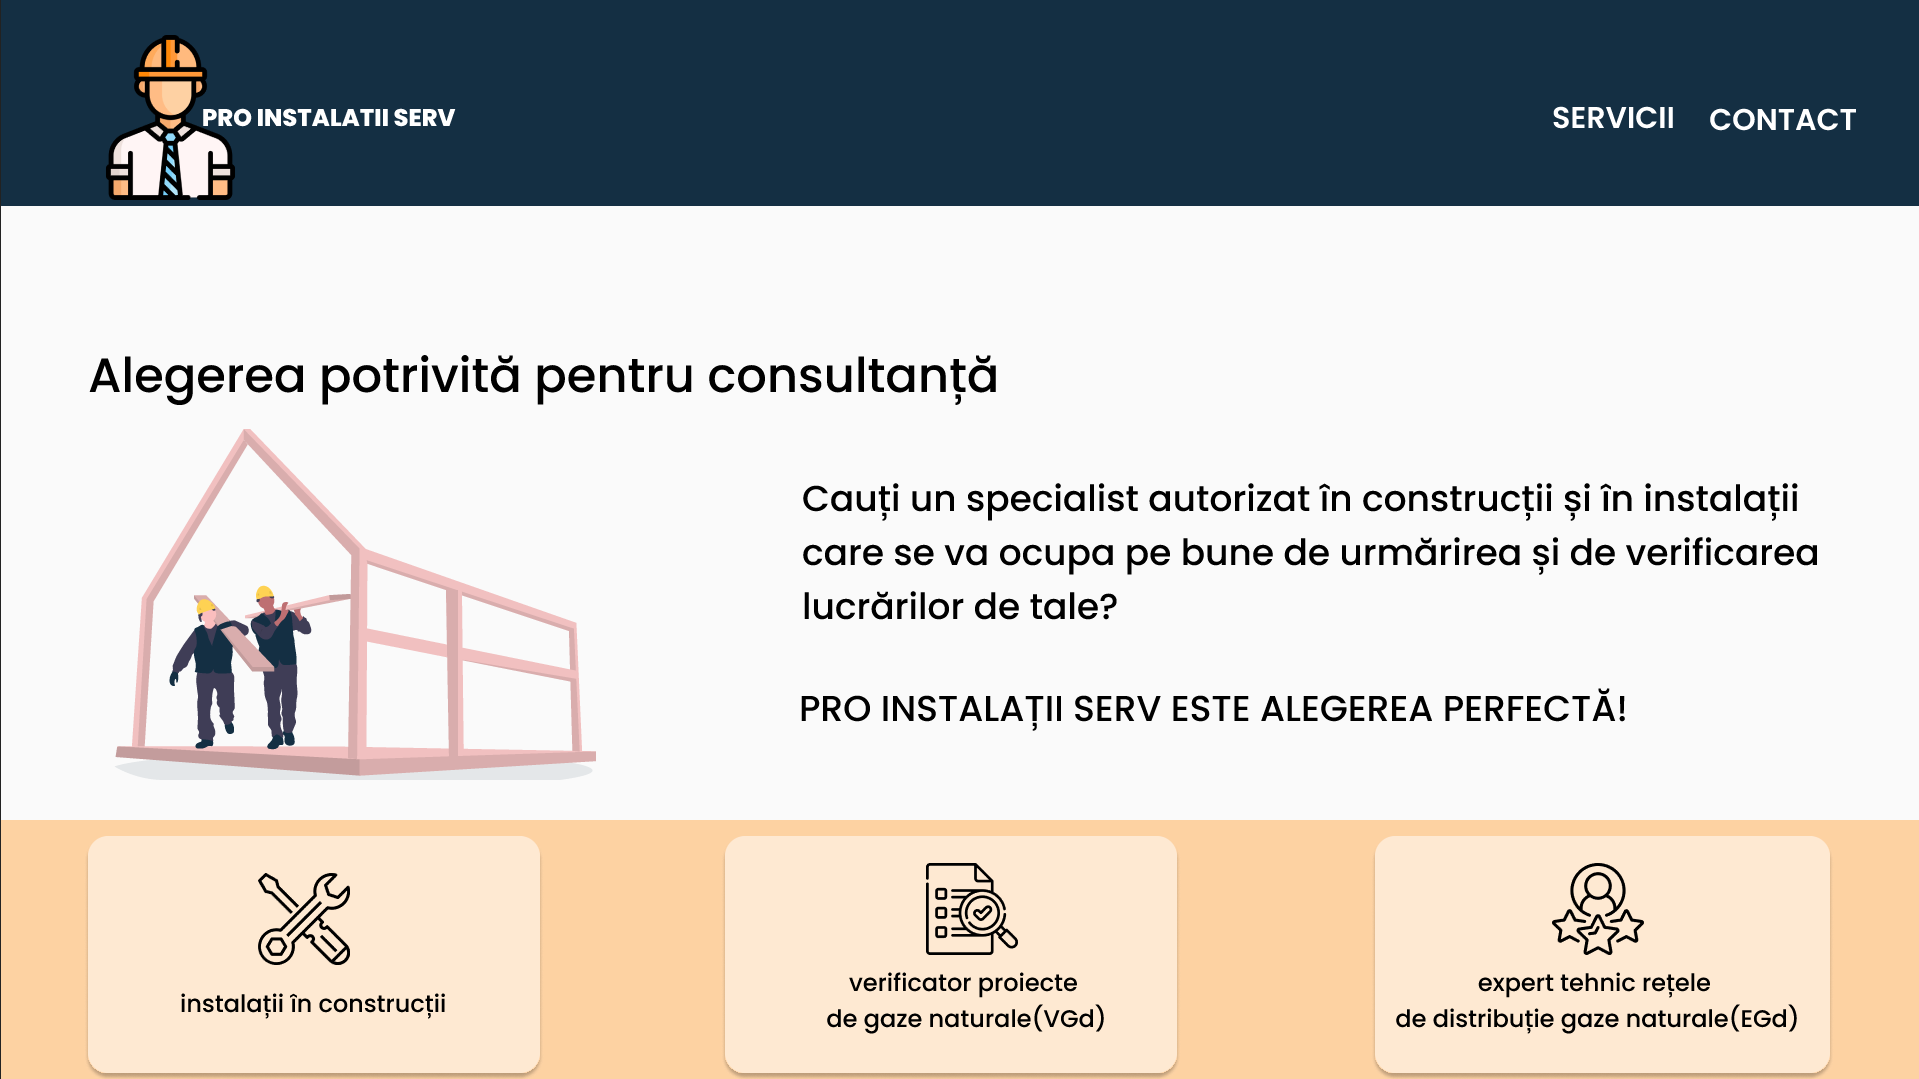 PRO INSTALATII SERV
SERVICII
CONTACT
Alegerea potrivită pentru consultanță
Cauți un specialist autorizat în construcții și în instalații
care se va ocupa pe bune de urmărirea și de verificarea
lucrărilor de tale?
PRO INSTALAȚII SERV ESTE ALEGEREA PERFECTĂ!
instalații în construcții
verificator proiecte
de gaze naturale(VGd)
expert tehnic rețele
de distribuție gaze naturale(EGd)